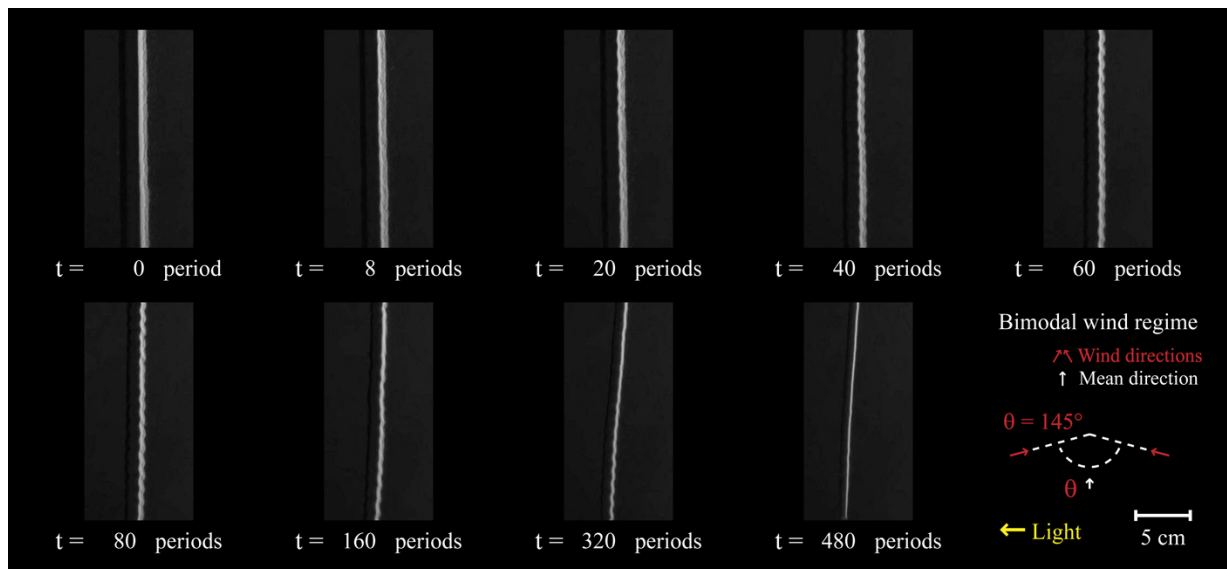 t = 0 period
t = 8 periods
t = 20 periods
t = 40 periods
t = 60 periods
t = 80 periods
t = 160 periods
t = 320 periods
t = 480 periods
Bimodal wind regime
↗↖ Wind directions
↑ Mean direction
θ = 145°
θ
← Light
5 cm